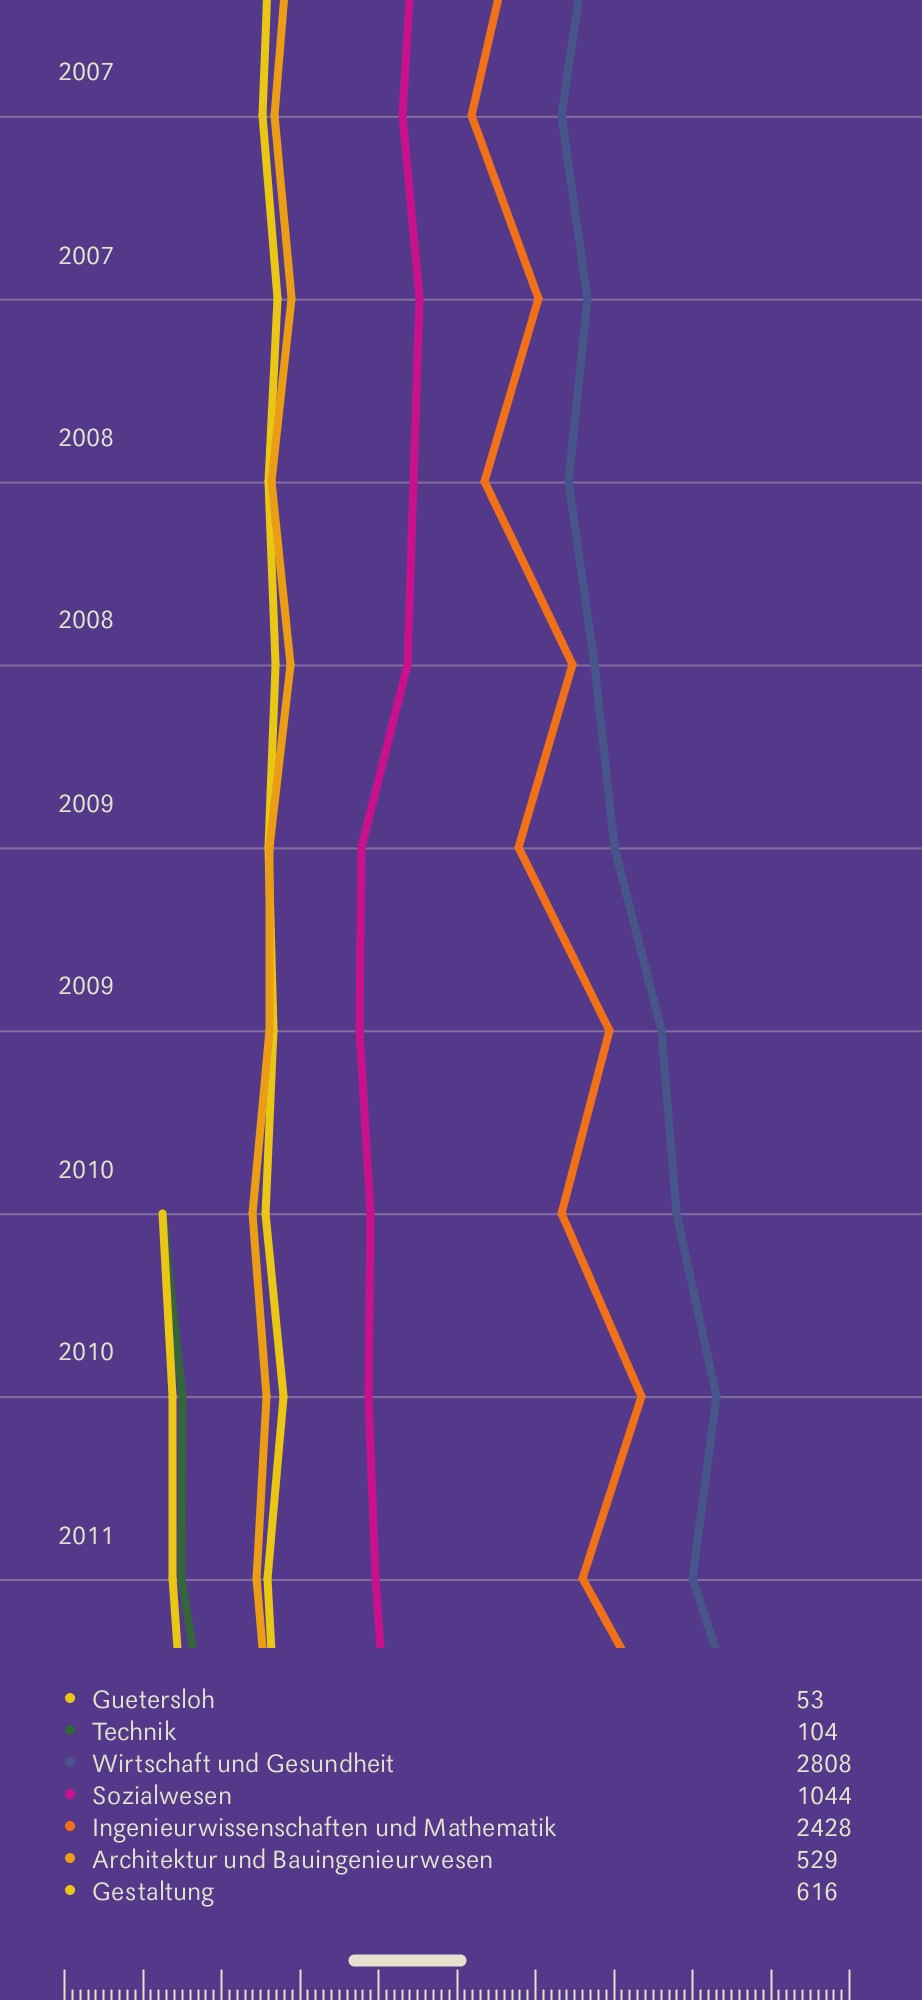 2007
2007
2008
2008
2009
2009
2010
2010
2011
Guetersloh 53
Technik 104
Wirtschaft und Gesundheit 2808
Sozialwesen 1044
Ingenieurwissenschaften und Mathematik 2428
Architektur und Bauingenieurwesen 529
Gestaltung 616